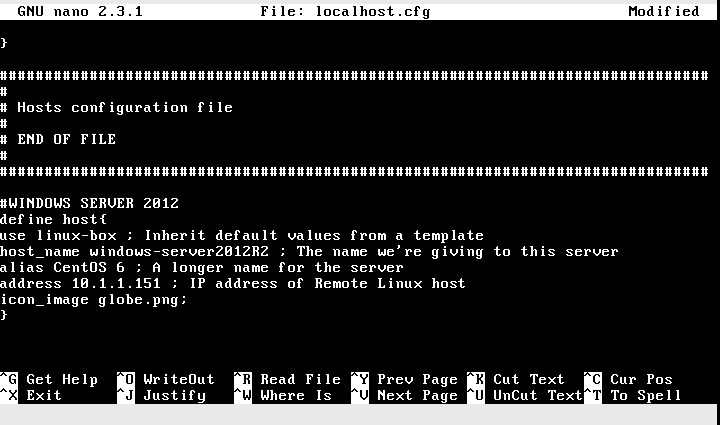 GNU nano 2.3.1 File: localhost.cfg Modified
}
###############################################################################
#
# Hosts configuration file
#
# END OF FILE
#
###############################################################################
#WINDOWS SERVER 2012
define host{
use linux-box ; Inherit default values from a template
host_name windows-server2012R2 ; The name we're giving to this server
alias CentOS 6 ; A longer name for the server
address 10.1.1.151 ; IP address of Remote Linux host
icon_image globe.png;
}
^G Get Help ^O WriteOut ^R Read File ^Y Prev Page ^K Cut Text ^C Cur Pos
^X Exit ^J Justify ^W Where Is ^V Next Page ^U UnCut Text ^T To Spell